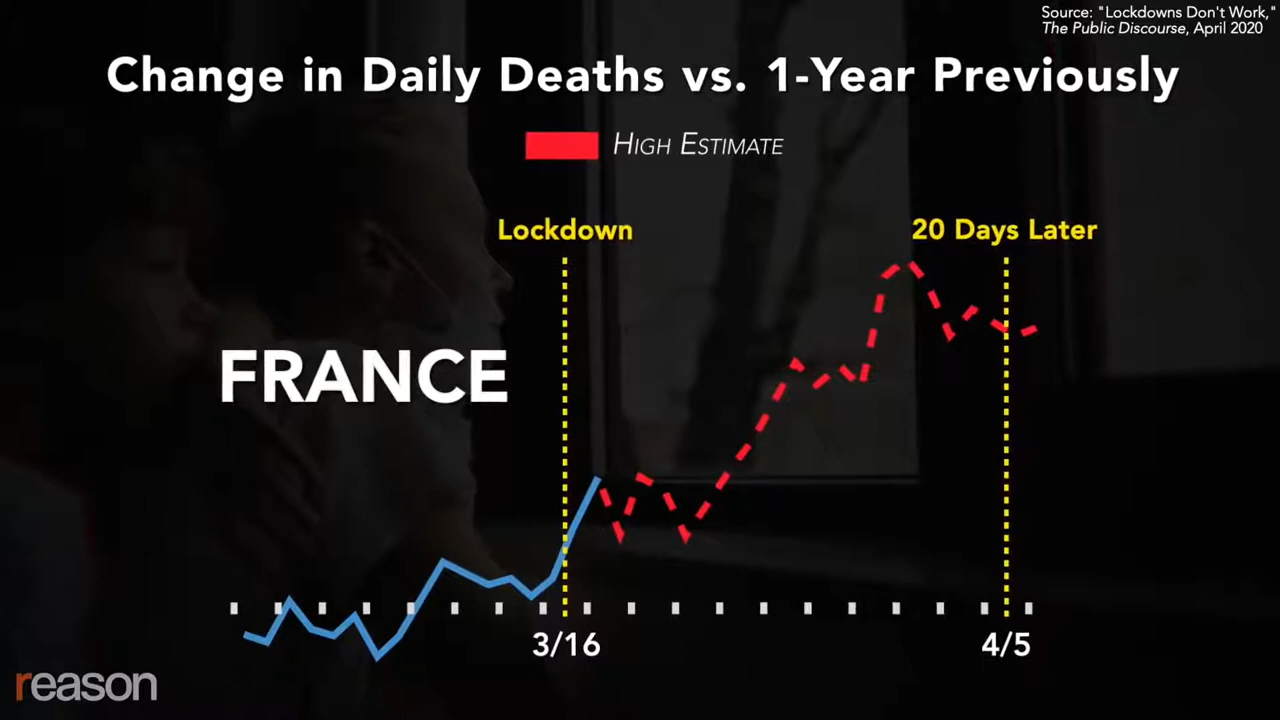 Source: "Lockdowns Don't Work,"
The Public Discourse, April 2020
Change in Daily Deaths vs. 1-Year Previously
High Estimate
Lockdown
20 Days Later
FRANCE
3/16
4/5
reason